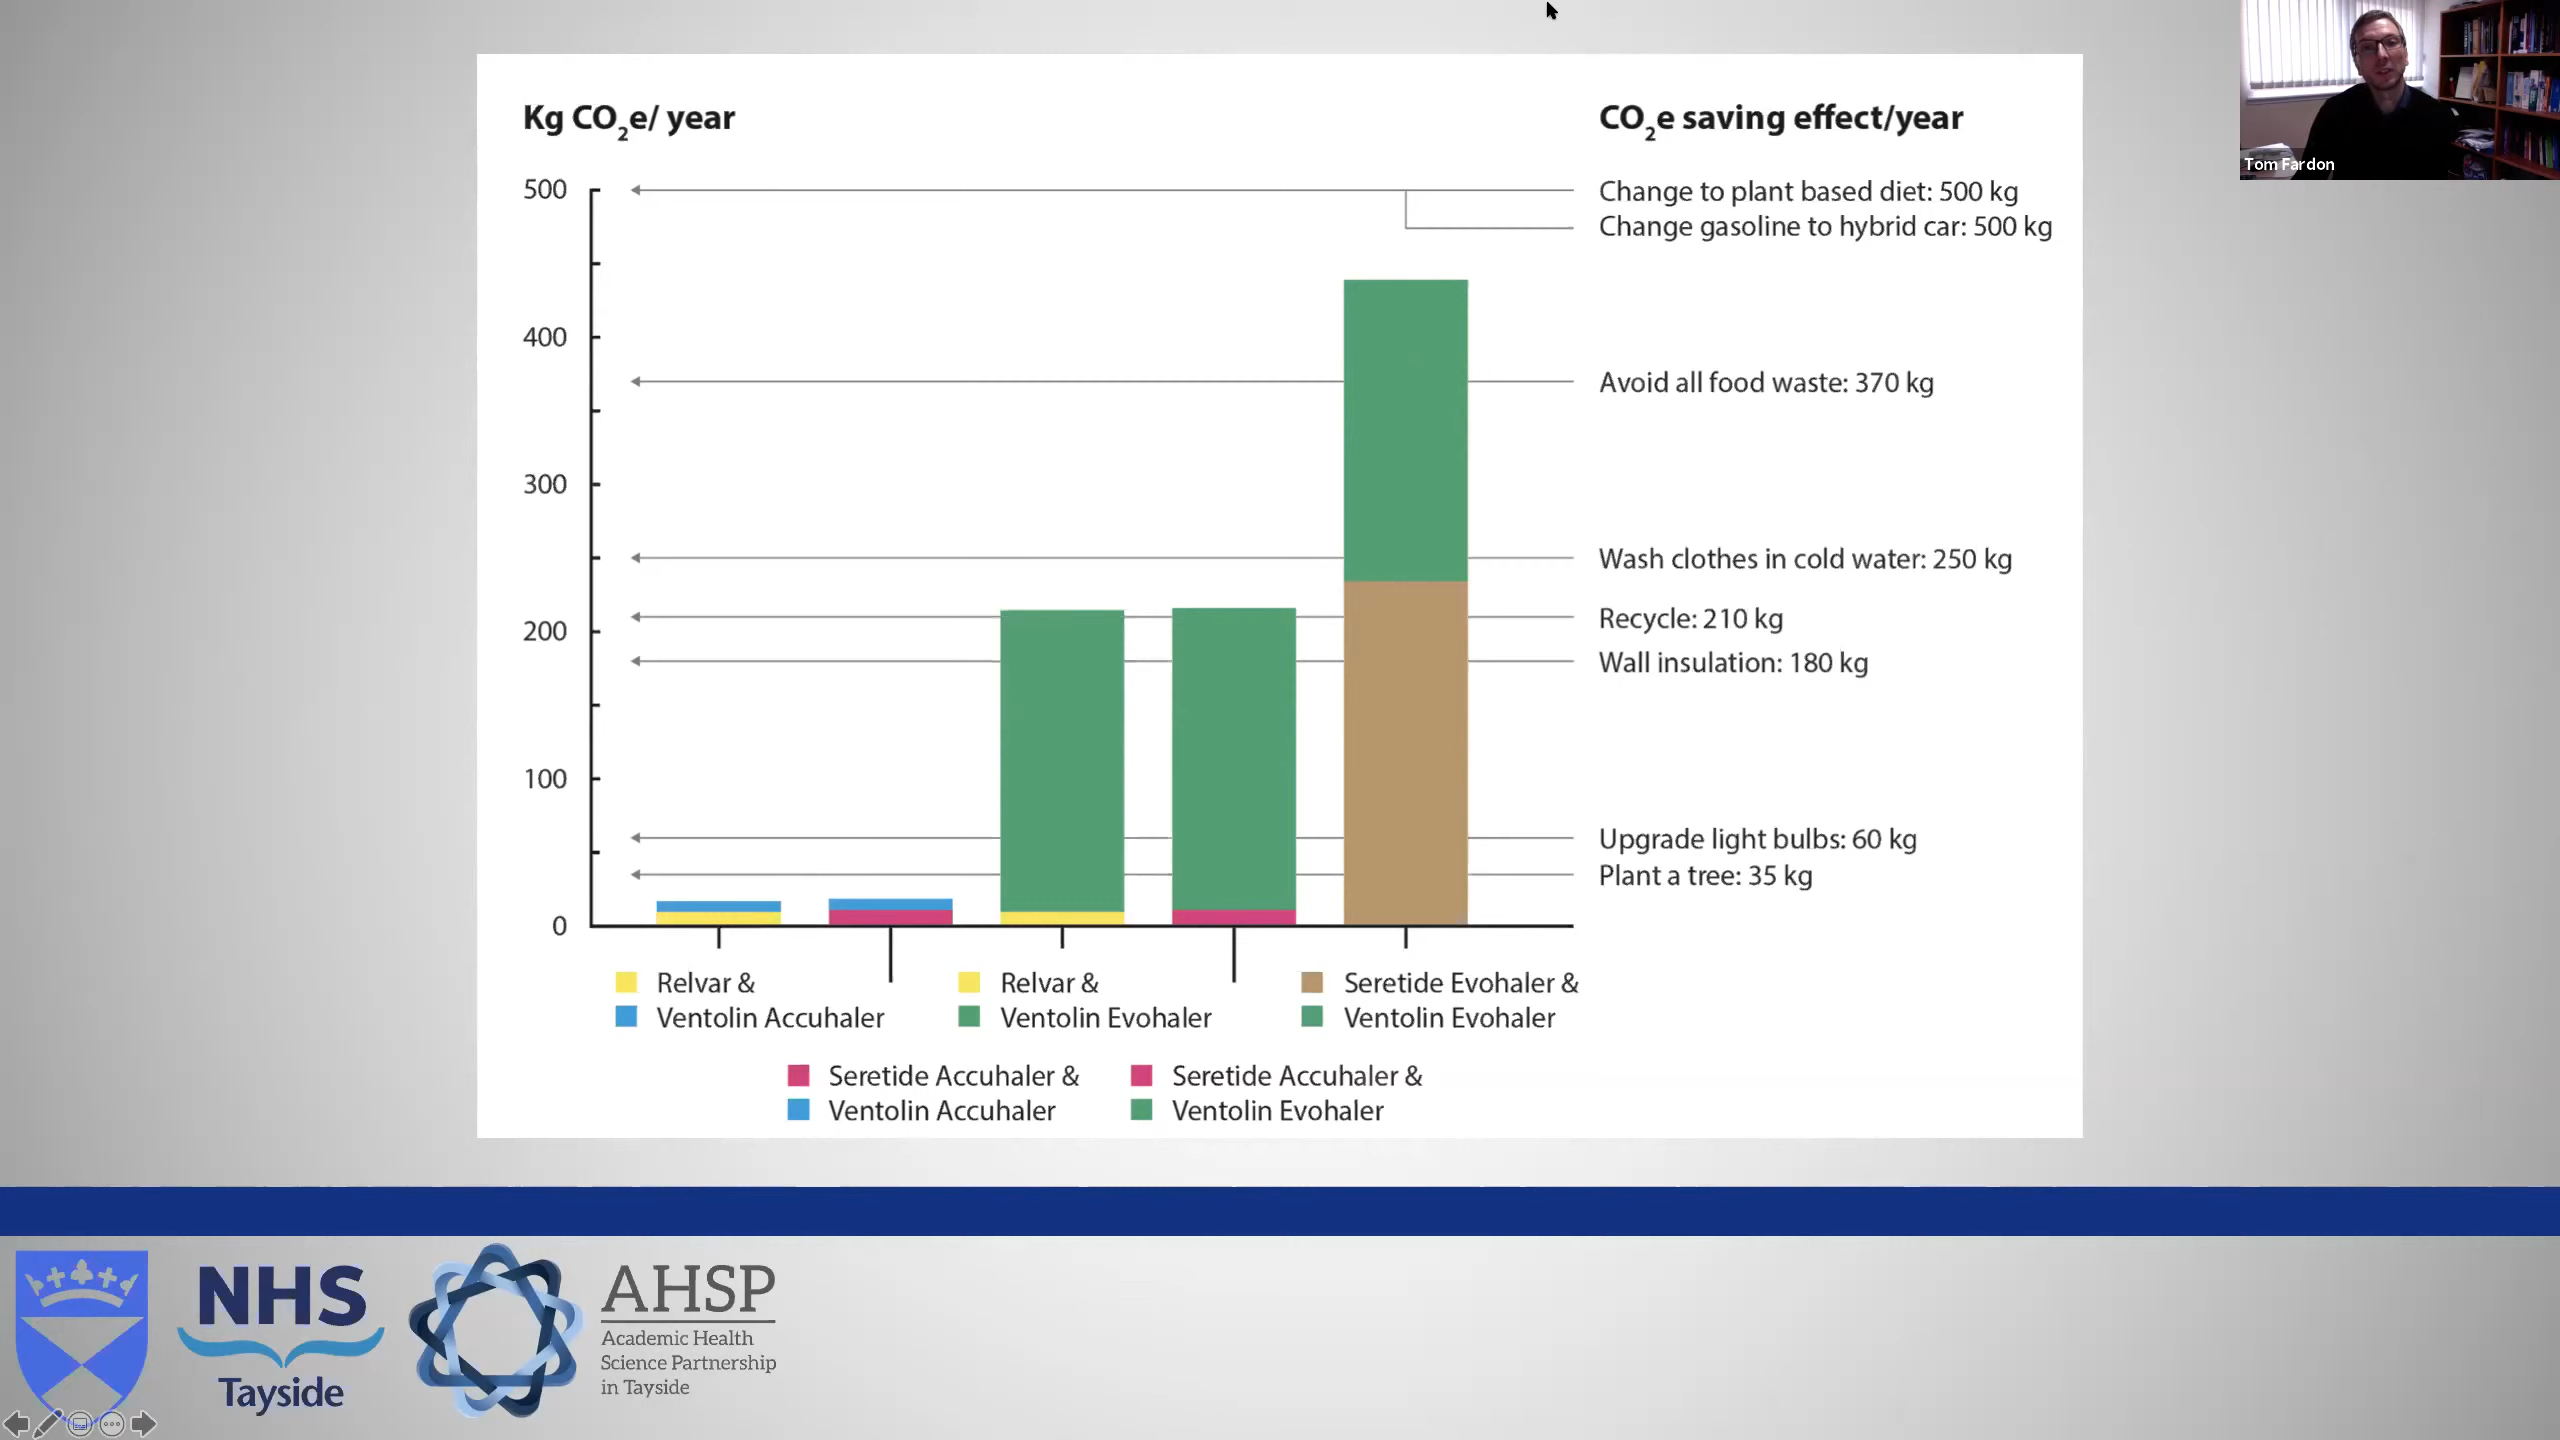 Kg CO2e/ year
CO2e saving effect/year
Tom Fardon
500
400
300
200
100
0
Change to plant based diet: 500 kg
Change gasoline to hybrid car: 500 kg
Avoid all food waste: 370 kg
Wash clothes in cold water: 250 kg
Recycle: 210 kg
Wall insulation: 180 kg
Upgrade light bulbs: 60 kg
Plant a tree: 35 kg
Relvar &
Ventolin Accuhaler
Relvar &
Ventolin Evohaler
Seretide Evohaler &
Ventolin Evohaler
Seretide Accuhaler &
Ventolin Accuhaler
Seretide Accuhaler &
Ventolin Evohaler
NHS
Tayside
AHSP
Academic Health
Science Partnership
in Tayside